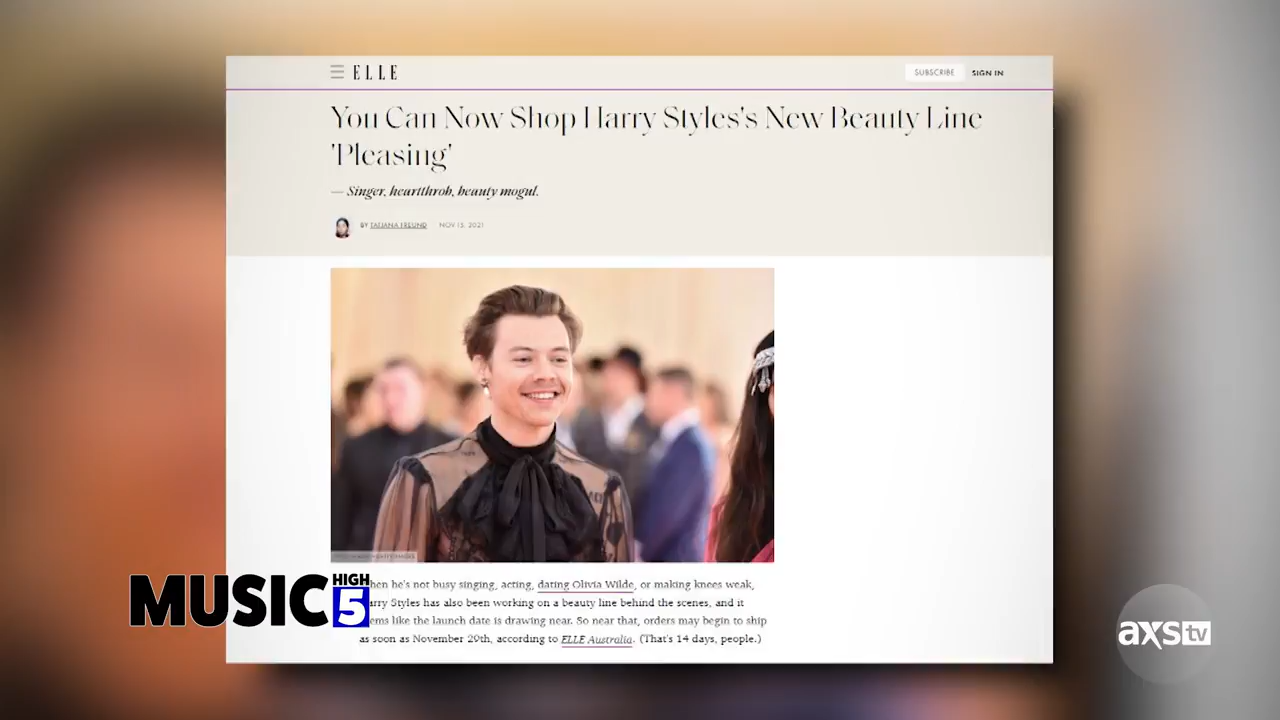 ELLE
SUBSCRIBE
SIGN IN
You Can Now Shop Harry Styles's New Beauty Line
'Pleasing'
— Singer, heartthrob, beauty mogul.
BY TATJANA FREUND NOV 15, 2021
hen he's not busy singing, acting, dating Olivia Wilde, or making knees weak,
arry Styles has also been working on a beauty line behind the scenes, and it
ems like the launch date is drawing near. So near that, orders may begin to ship
as soon as November 29th, according to ELLE Australia. (That's 14 days, people.)
MUSIC HIGH 5
axs tv